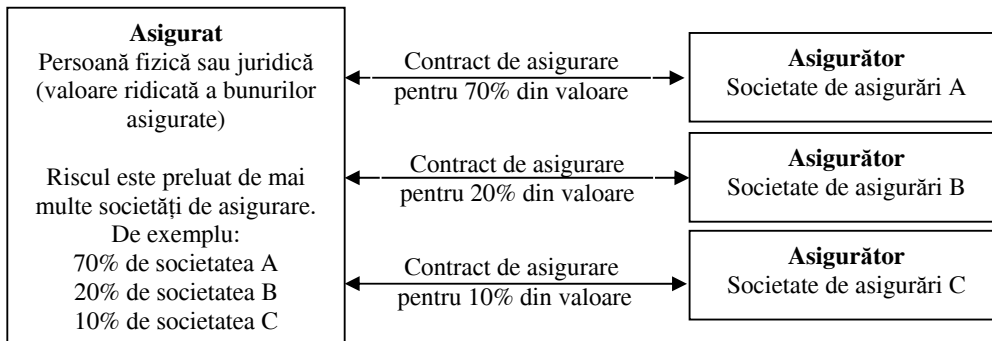 Asigurat
Persoană fizică sau juridică
(valoare ridicată a bunurilor
asigurate)
Riscul este preluat de mai
multe societăți de asigurare.
De exemplu:
70% de societatea A
20% de societatea B
10% de societatea C
Contract de asigurare
pentru 70% din valoare
Asigurător
Societate de asigurări A
Contract de asigurare
pentru 20% din valoare
Asigurător
Societate de asigurări B
Contract de asigurare
pentru 10% din valoare
Asigurător
Societate de asigurări C